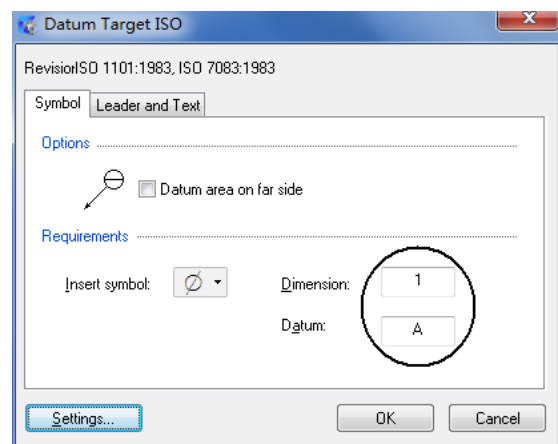 Datum Target ISO
RevisiorISO 1101:1983, ISO 7083:1983
Symbol Leader and Text
Options
Datum area on far side
Requirements
Insert symbol: Ø Dimension: 1
Datum: A
Settings... OK Cancel